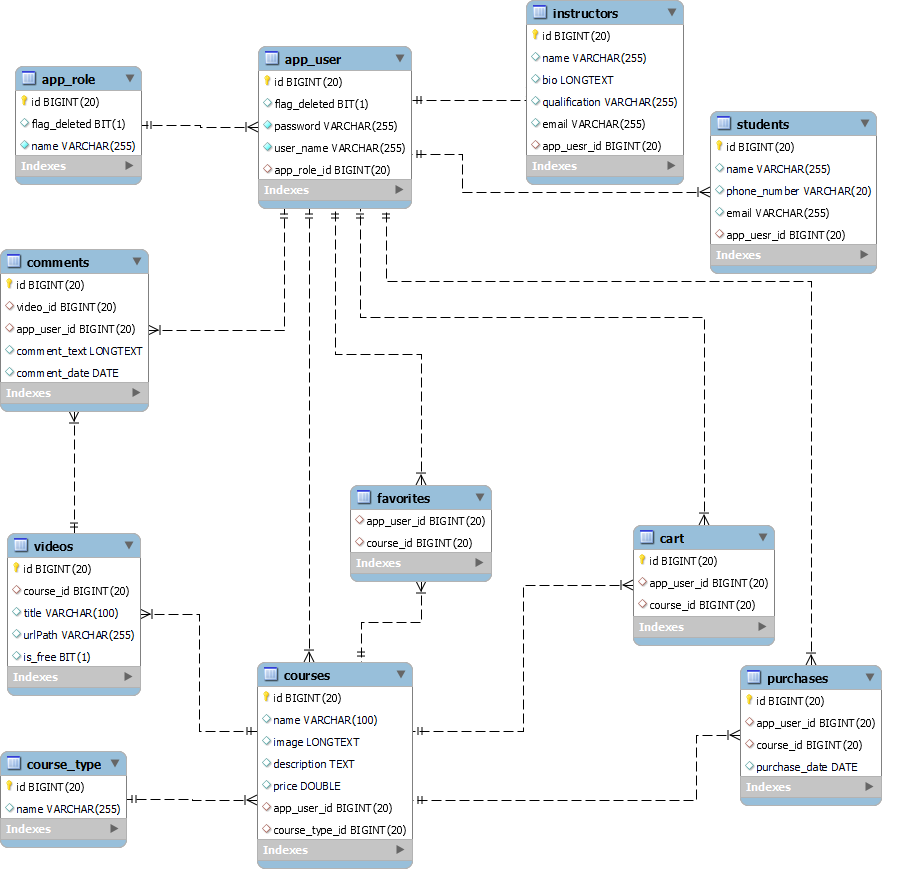 instructors
id BIGINT(20)
name VARCHAR(255)
bio LONGTEXT
qualification VARCHAR(255)
email VARCHAR(255)
app_uesr_id BIGINT(20)
Indexes
app_user
id BIGINT(20)
flag_deleted BIT(1)
password VARCHAR(255)
user_name VARCHAR(255)
app_role_id BIGINT(20)
Indexes
app_role
id BIGINT(20)
flag_deleted BIT(1)
name VARCHAR(255)
Indexes
students
id BIGINT(20)
name VARCHAR(255)
phone_number VARCHAR(20)
email VARCHAR(255)
app_uesr_id BIGINT(20)
Indexes
comments
id BIGINT(20)
video_id BIGINT(20)
app_user_id BIGINT(20)
comment_text LONGTEXT
comment_date DATE
Indexes
favorites
app_user_id BIGINT(20)
course_id BIGINT(20)
Indexes
cart
id BIGINT(20)
app_user_id BIGINT(20)
course_id BIGINT(20)
Indexes
videos
id BIGINT(20)
course_id BIGINT(20)
title VARCHAR(100)
urlPath VARCHAR(255)
is_free BIT(1)
Indexes
courses
id BIGINT(20)
name VARCHAR(100)
image LONGTEXT
description TEXT
price DOUBLE
app_user_id BIGINT(20)
course_type_id BIGINT(20)
Indexes
purchases
id BIGINT(20)
app_user_id BIGINT(20)
course_id BIGINT(20)
purchase_date DATE
Indexes
course_type
id BIGINT(20)
name VARCHAR(255)
Indexes